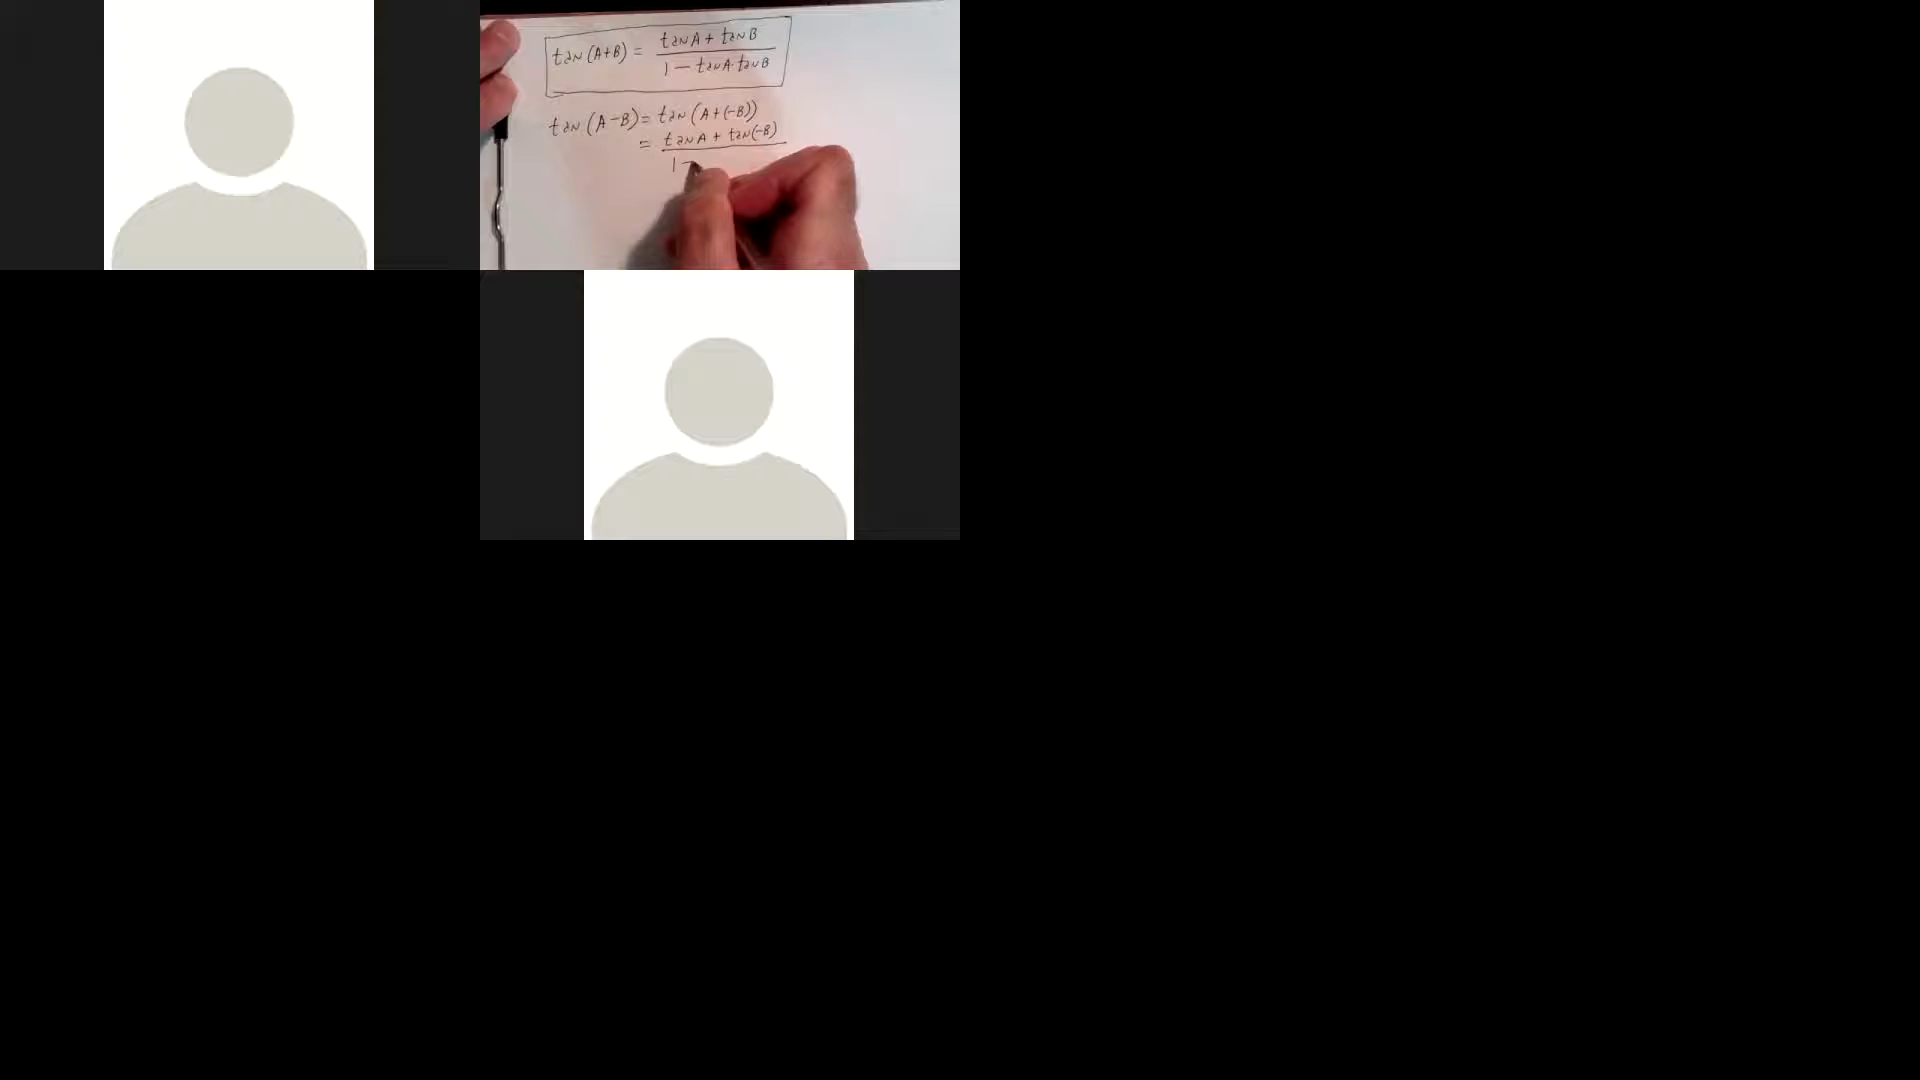 tan (A+B) = tan A + tan B
1 - tan A · tan B
tan (A-B) = tan (A+(-B))
= tan A + tan(-B)
1 -